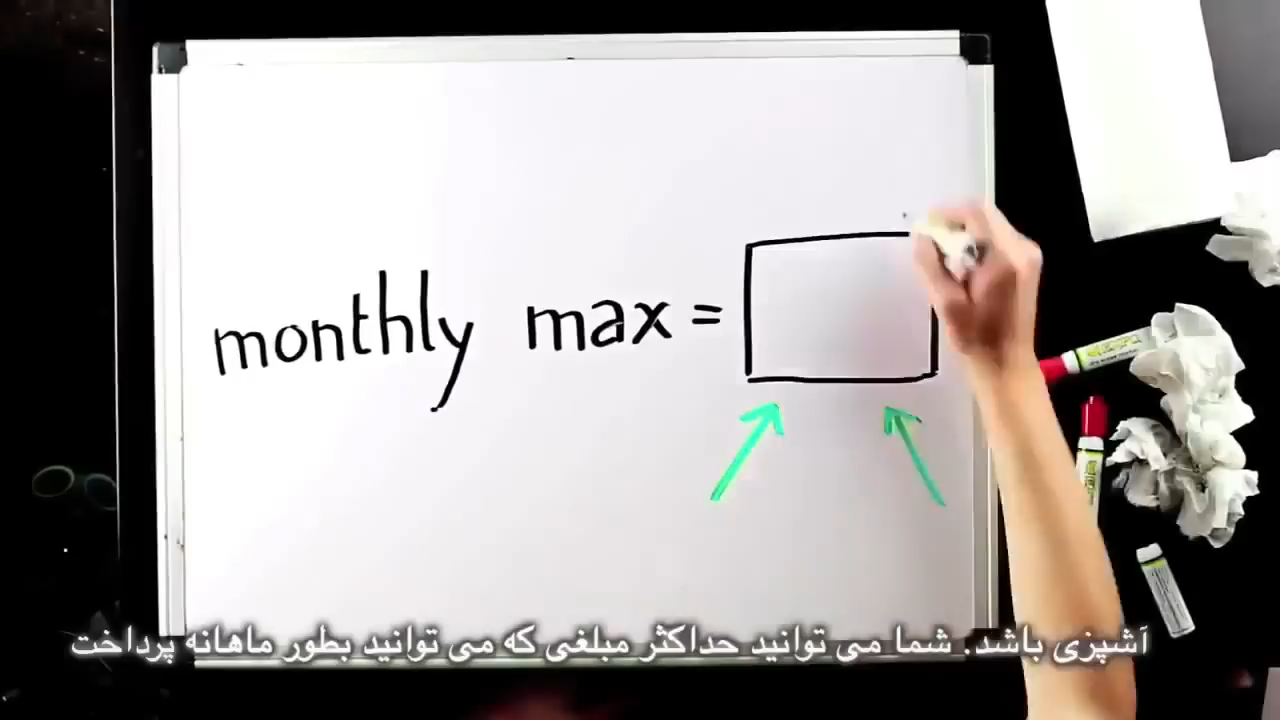 monthly max =
آشپزی باشد. شما می توانید حداکثر مبلغی که می توانید بطور ماهانه پرداخت